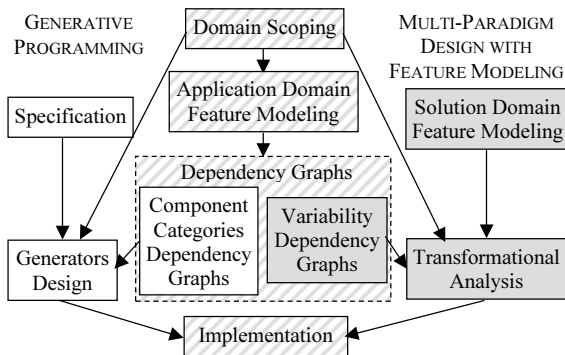 GENERATIVE
PROGRAMMING
Domain Scoping
MULTI-PARADIGM
DESIGN WITH
FEATURE MODELING
Specification
Application Domain
Feature Modeling
Solution Domain
Feature Modeling
Dependency Graphs
Component
Categories
Dependency
Graphs
Variability
Dependency
Graphs
Generators
Design
Transformational
Analysis
Implementation